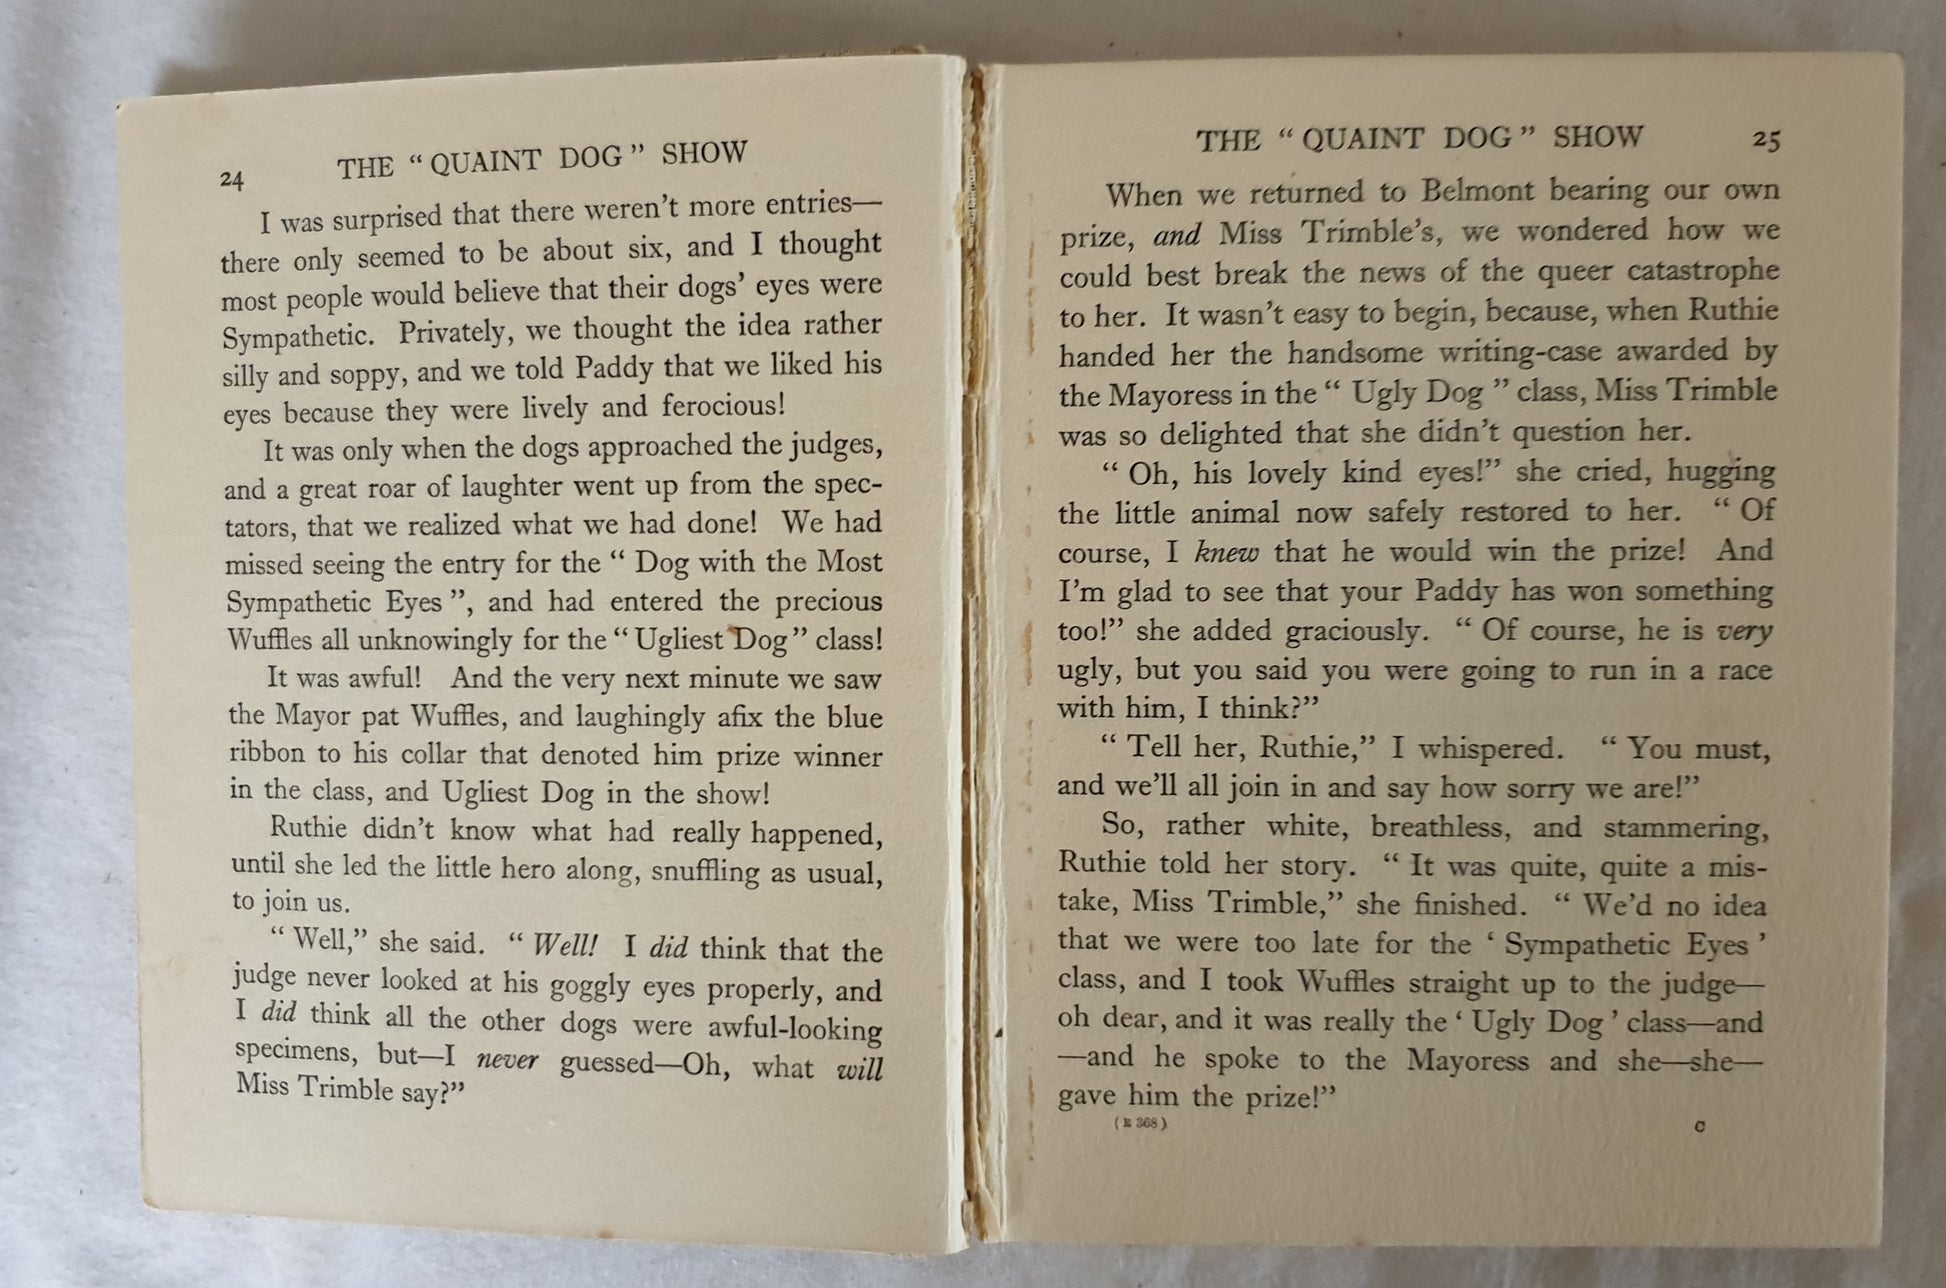 24 THE “ QUAINT DOG ” SHOW
I was surprised that there weren’t more entries—
there only seemed to be about six, and I thought
most people would believe that their dogs’ eyes were
Sympathetic. Privately, we thought the idea rather
silly and soppy, and we told Paddy that we liked his
eyes because they were lively and ferocious!
It was only when the dogs approached the judges,
and a great roar of laughter went up from the spec-
tators, that we realized what we had done! We had
missed seeing the entry for the “ Dog with the Most
Sympathetic Eyes ”, and had entered the precious
Wuffles all unknowingly for the “ Ugliest Dog ” class!
It was awful! And the very next minute we saw
the Mayor pat Wuffles, and laughingly afix the blue
ribbon to his collar that denoted him prize winner
in the class, and Ugliest Dog in the show!
Ruthie didn’t know what had really happened,
until she led the little hero along, snuffling as usual,
to join us.
“ Well,” she said. “ Well! I did think that the
judge never looked at his goggly eyes properly, and
I did think all the other dogs were awful-looking
specimens, but—I never guessed—Oh, what will
Miss Trimble say?”
THE “ QUAINT DOG ” SHOW 25
When we returned to Belmont bearing our own
prize, and Miss Trimble’s, we wondered how we
could best break the news of the queer catastrophe
to her. It wasn’t easy to begin, because, when Ruthie
handed her the handsome writing-case awarded by
the Mayoress in the “ Ugly Dog ” class, Miss Trimble
was so delighted that she didn’t question her.
“ Oh, his lovely kind eyes!” she cried, hugging
the little animal now safely restored to her. “ Of
course, I knew that he would win the prize! And
I’m glad to see that your Paddy has won something
too!” she added graciously. “ Of course, he is very
ugly, but you said you were going to run in a race
with him, I think?”
“ Tell her, Ruthie,” I whispered. “ You must,
and we’ll all join in and say how sorry we are!”
So, rather white, breathless, and stammering,
Ruthie told her story. “ It was quite, quite a mis-
take, Miss Trimble,” she finished. “ We’d no idea
that we were too late for the ‘ Sympathetic Eyes ’
class, and I took Wuffles straight up to the judge—
oh dear, and it was really the ‘ Ugly Dog ’ class—and
—and he spoke to the Mayoress and she—she—
gave him the prize!”
( E 368 ) C